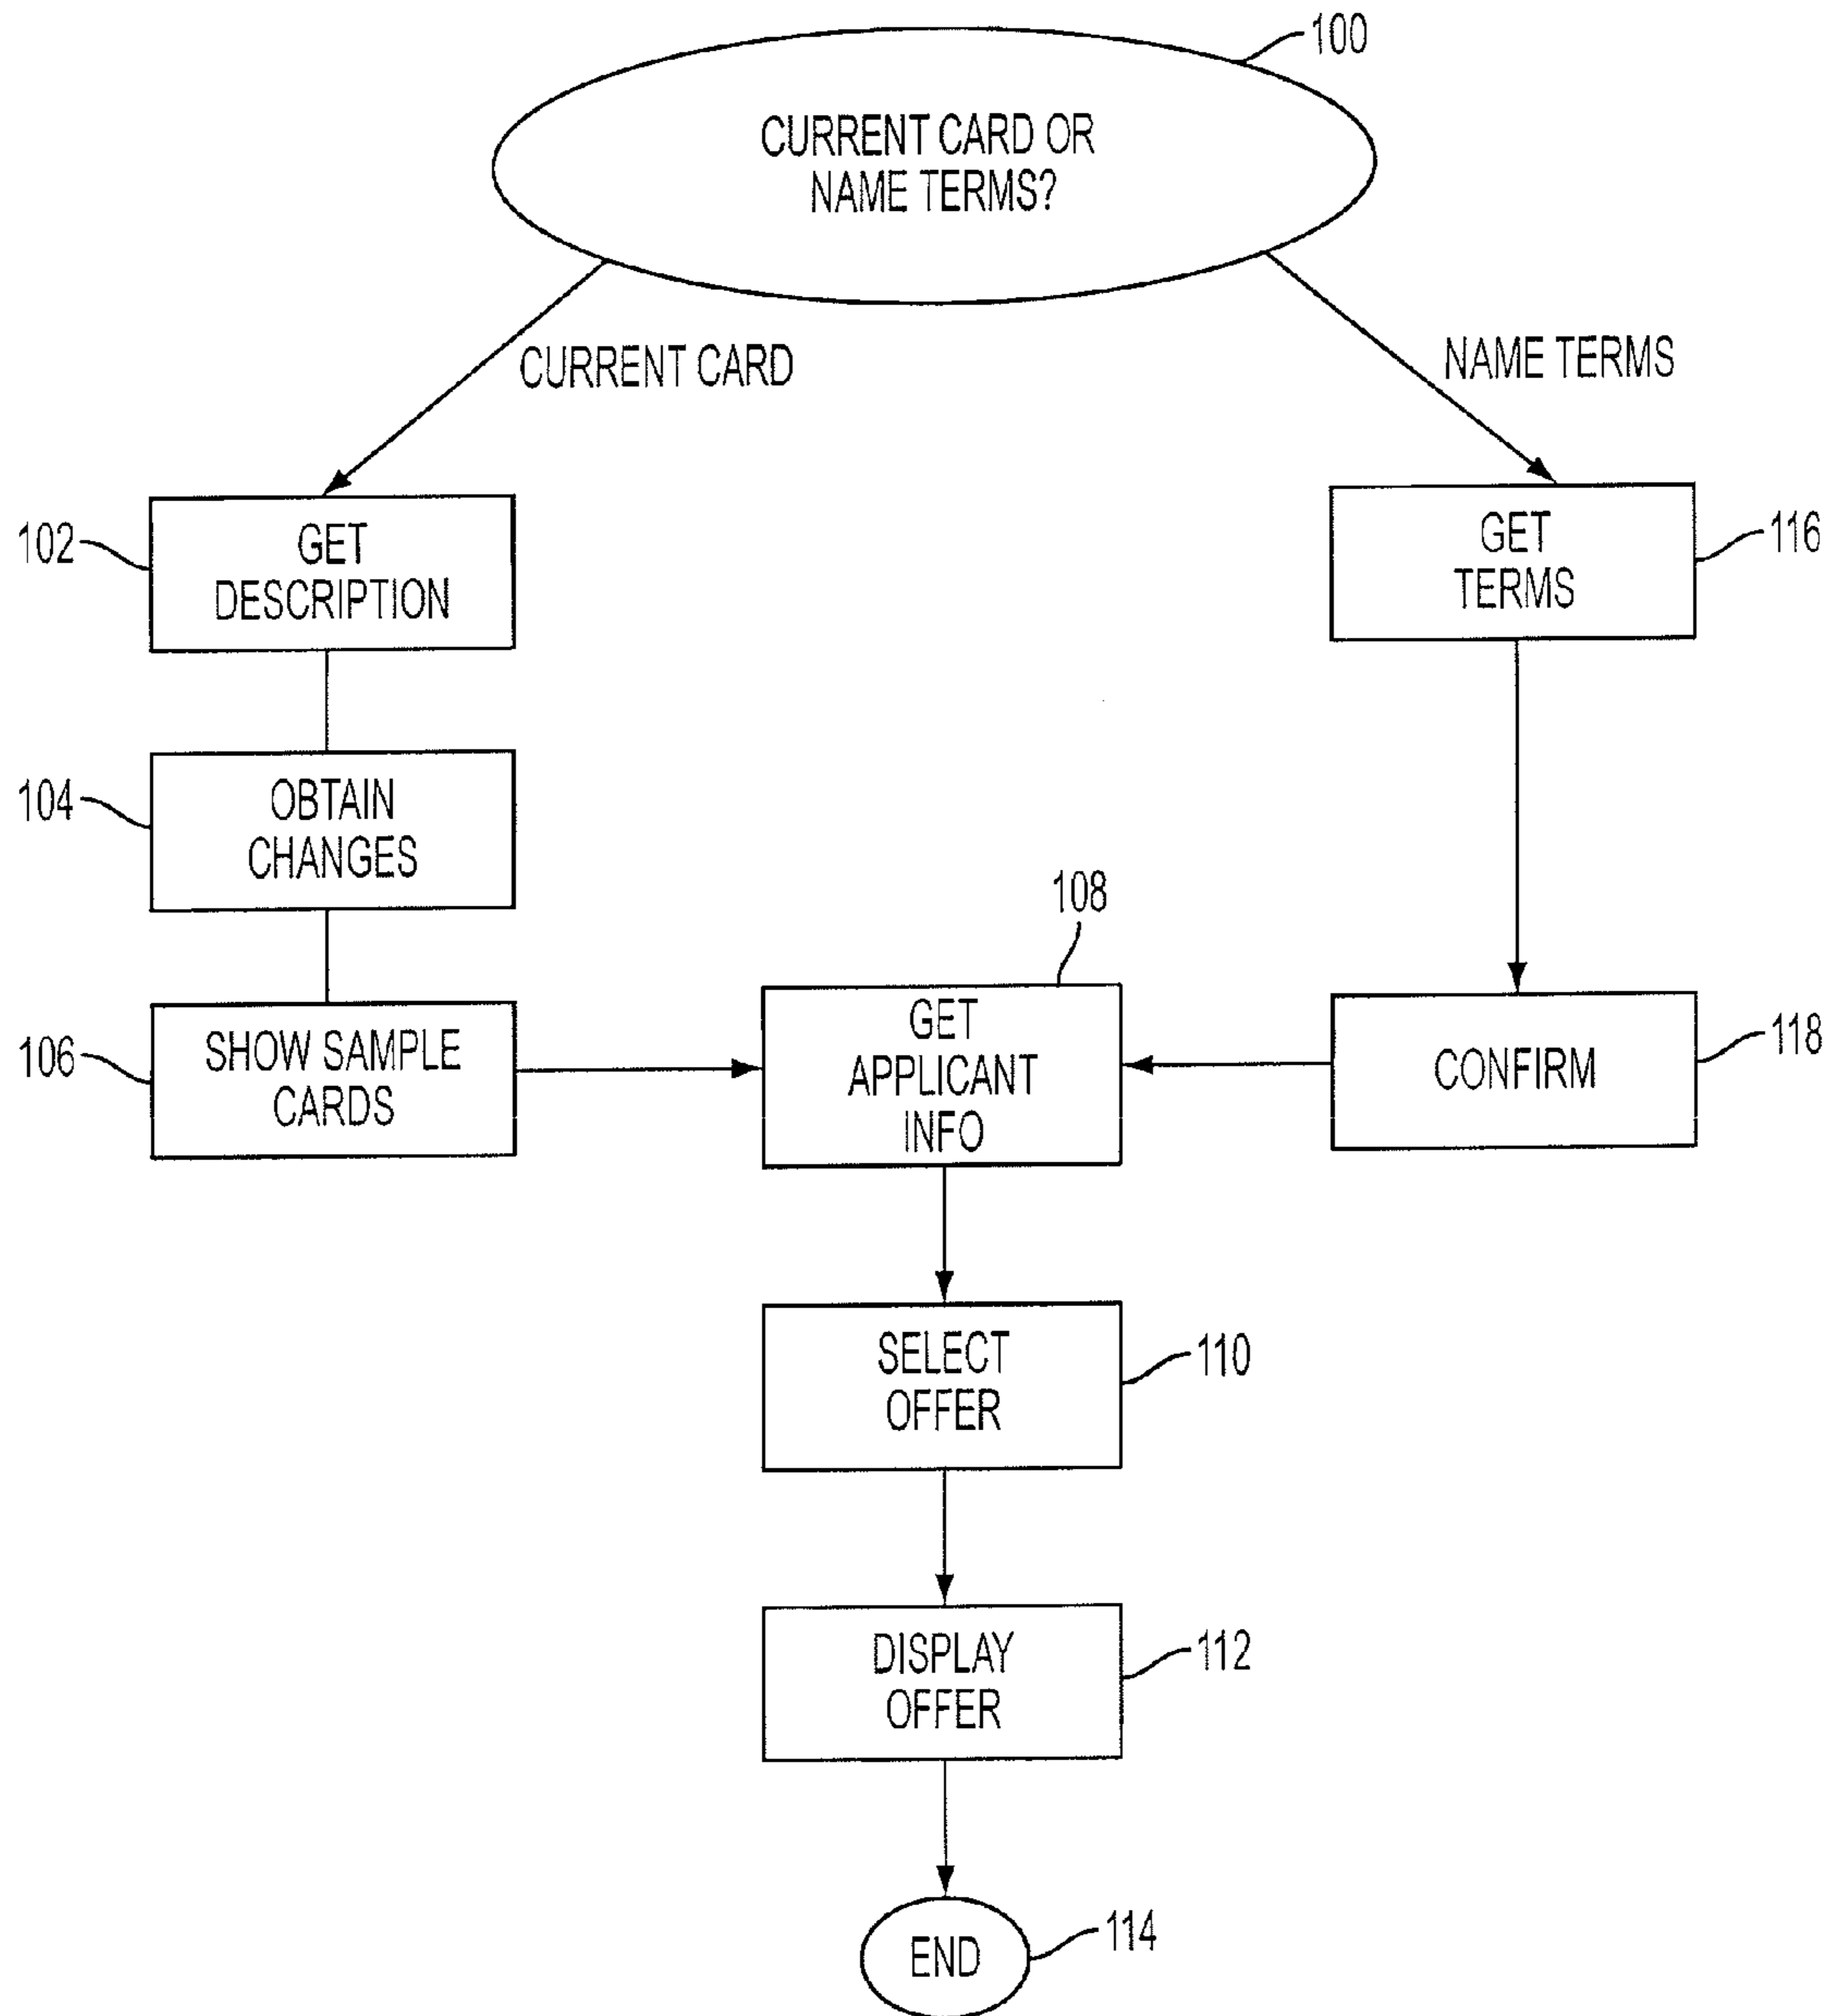 100
CURRENT CARD OR
NAME TERMS?
CURRENT CARD
NAME TERMS
102
GET
DESCRIPTION
GET
TERMS
116
104
OBTAIN
CHANGES
108
106
SHOW SAMPLE
CARDS
GET
APPLICANT
INFO
CONFIRM
118
SELECT
OFFER
110
DISPLAY
OFFER
112
END
114